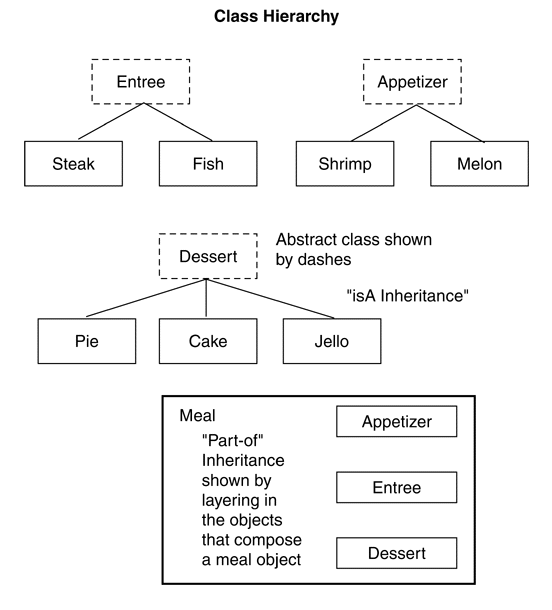 Class Hierarchy
Entree
Appetizer
Steak
Fish
Shrimp
Melon
Dessert
Abstract class shown
by dashes
"isA Inheritance"
Pie
Cake
Jello
Meal
"Part-of"
Inheritance
shown by
layering in
the objects
that compose
a meal object
Appetizer
Entree
Dessert